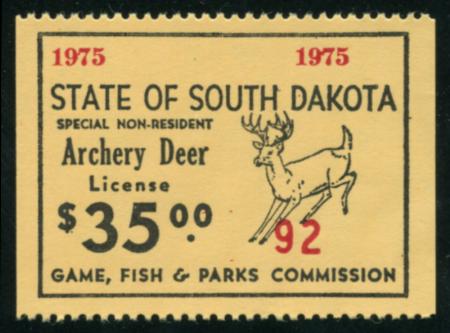 1975 1975
STATE OF SOUTH DAKOTA
SPECIAL NON-RESIDENT
Archery Deer
License
$35.00
92
GAME, FISH & PARKS COMMISSION